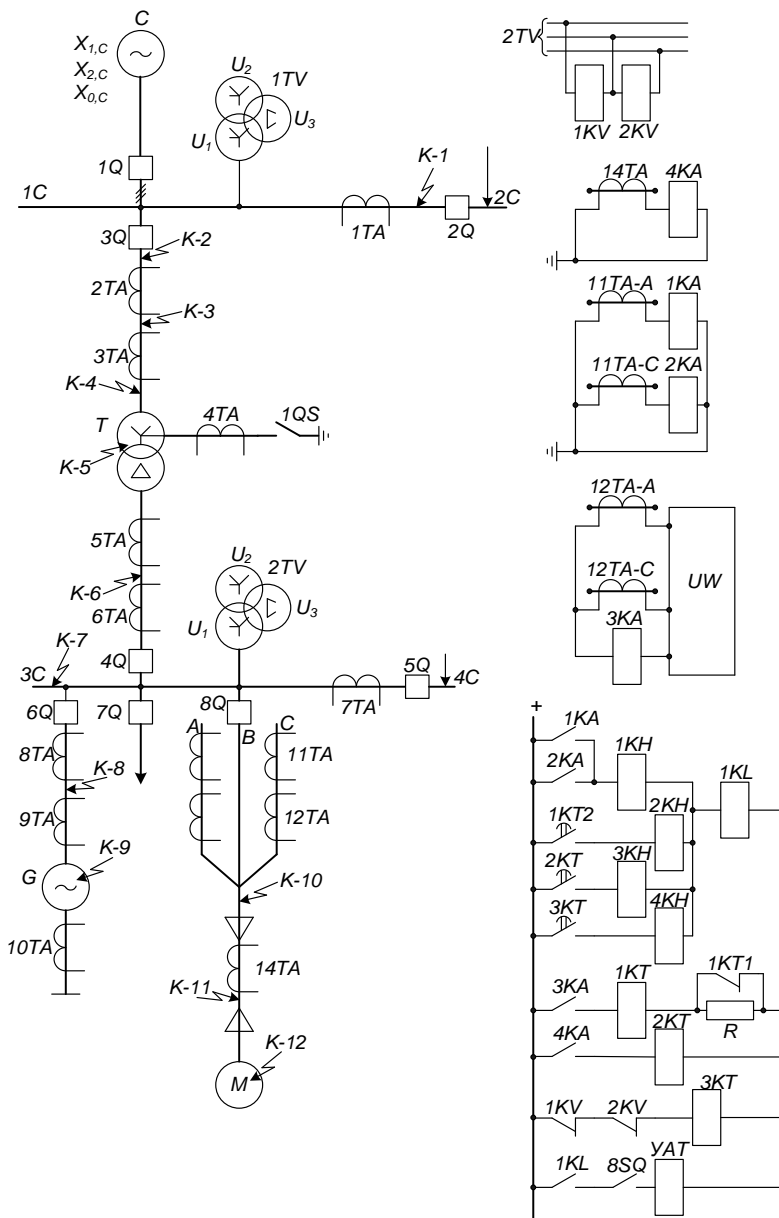 C
X1,C
X2,C
X0,C
U2
1TV
U1
U3
1Q
K-1
1C
2C
1TA
2Q
3Q
K-2
2TA
K-3
3TA
K-4
T
4TA
1QS
K-5
5TA
K-6
6TA
U2
2TV
U1
U3
K-7
4Q
5Q
3C
4C
7TA
6Q
7Q
8Q
A
B
C
8TA
11TA
K-8
9TA
12TA
G
K-9
K-10
10TA
14TA
K-11
K-12
M
2TV
1KV
2KV
14TA
4KA
11TA-A
1KA
11TA-C
2KA
12TA-A
12TA-C
UW
3KA
+
1KA
1KH
2KA
1KL
1KT2
2KH
2KT
3KH
3KT
4KH
3KA
1KT
1KT1
R
4KA
2KT
1KV
2KV
3KT
1KL
8SQ
УАТ